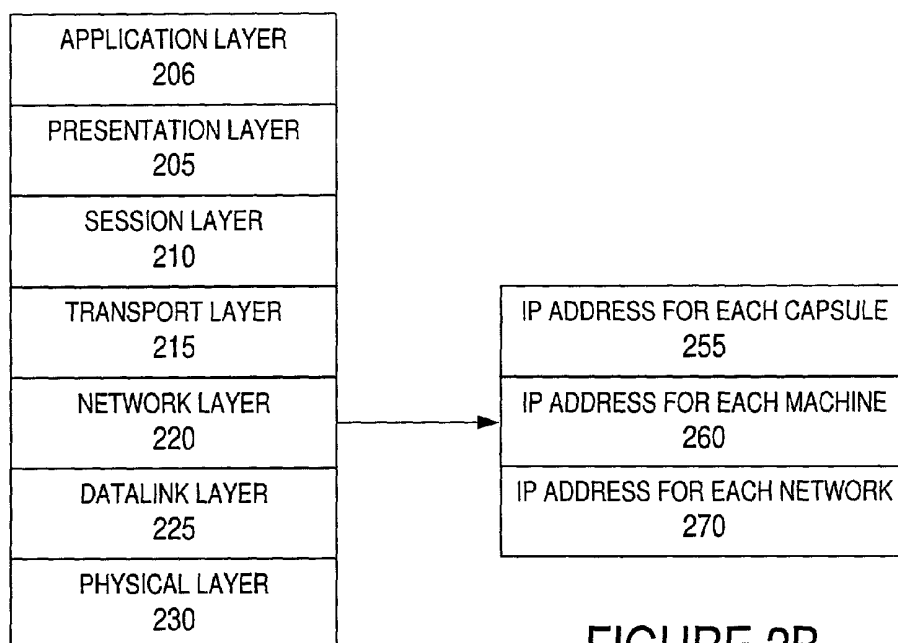 APPLICATION LAYER
206
PRESENTATION LAYER
205
SESSION LAYER
210
TRANSPORT LAYER
215
NETWORK LAYER
220
DATALINK LAYER
225
PHYSICAL LAYER
230
IP ADDRESS FOR EACH CAPSULE
255
IP ADDRESS FOR EACH MACHINE
260
IP ADDRESS FOR EACH NETWORK
270
FIGURE 2B